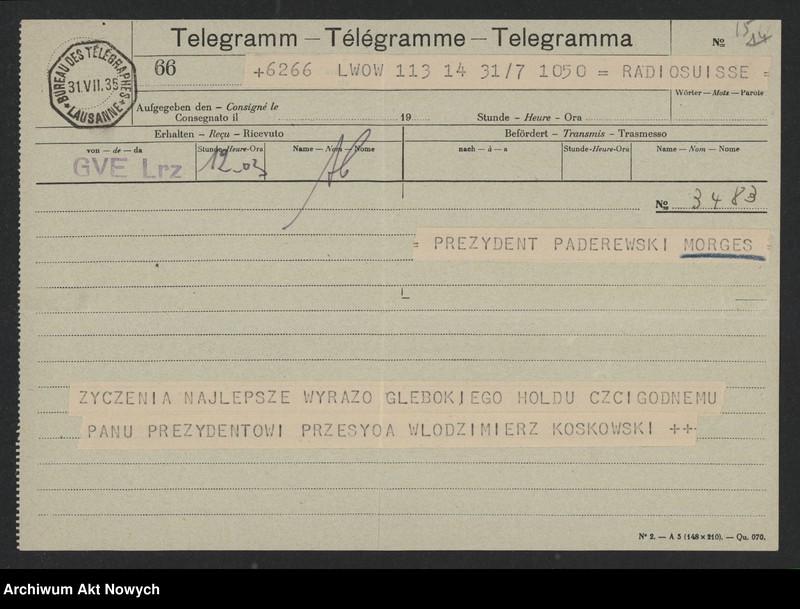 Telegramm – Télégramme – Telegramma
No 15/14
BUREAU DES TÉLÉGRAPHES
31.VII.35
* LAUSANNE *
66
+6266 LWOW 113 14 31/7 1050 = RADIOSUISSE =
Wörter – Mots – Parole
Aufgegeben den – Consigné le
Consegnato il 19 Stunde – Heure – Ora
Erhalten – Reçu – Ricevuto
Befördert – Transmis – Trasmesso
von – de – da Stunde-Heure-Ora Name – Nom – Nome
nach – à – a Stunde-Heure-Ora Name – Nom – Nome
GVE Lrz 12-03
No 3483
= PREZYDENT PADEREWSKI MORGES =
ZYCZENIA NAJLEPSZE WYRAZO GLEBOKJEGO HOLDU CZCIGODNEMU
PANU PREZYDENTOWI PRZESYOA WLODZIMIERZ KOSKOWSKI ++
No 2. – A 5 (148 × 210). – Qu. 070.
Archiwum Akt Nowych